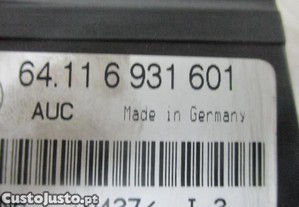 64.11 6 931 601
AUC Made in Germany
CustoJusto.pt